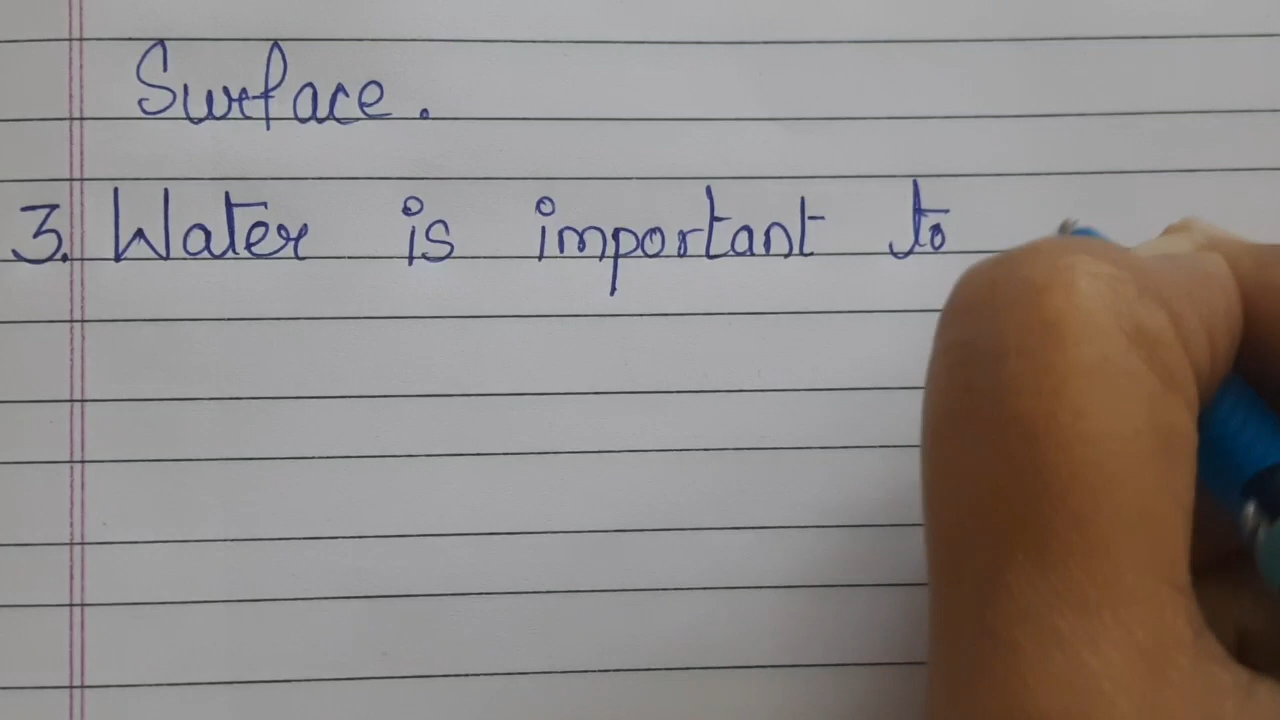 Surface.
3. Water is important to